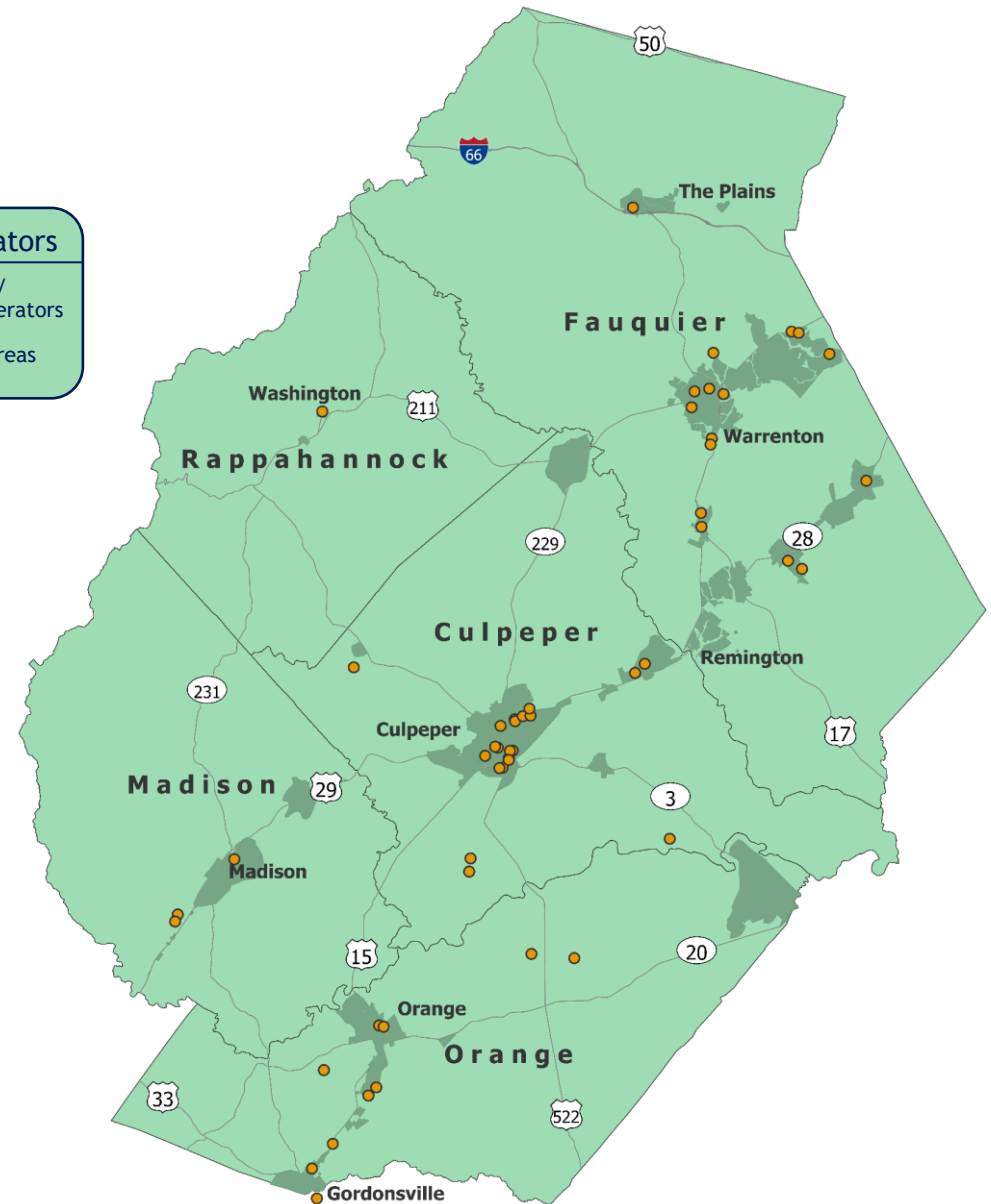 50
66
The Plains
ators
/
erators
reas
Fauquier
Washington
211
Warrenton
Rappahannock
28
229
Culpeper
Remington
231
Culpeper
17
Madison
29
3
Madison
15
20
Orange
Orange
33
522
Gordonsville